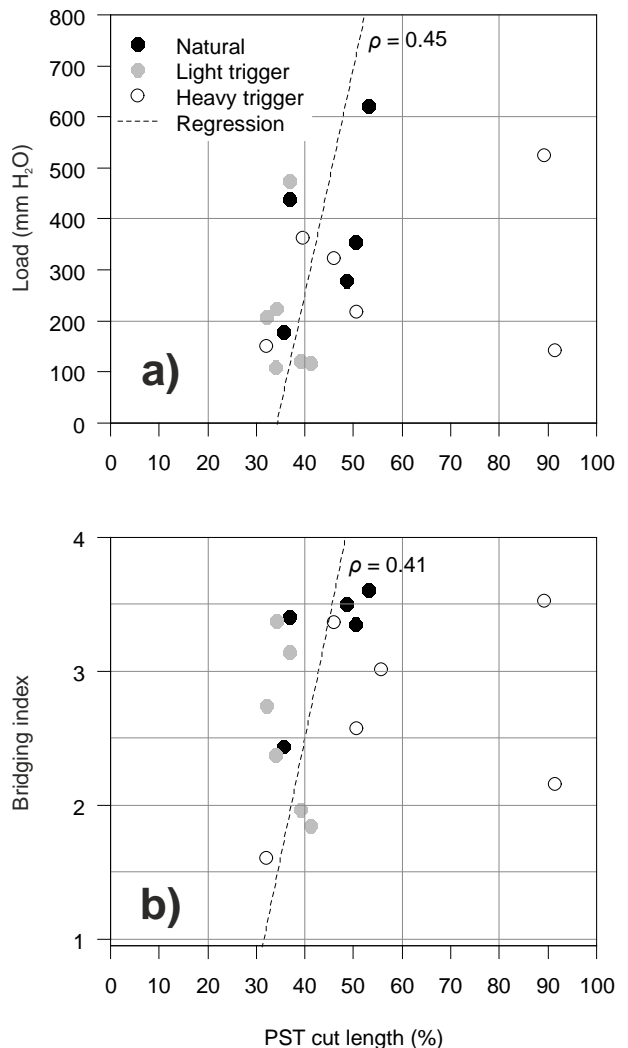 800
700
600
500
400
300
200
100
0
Load (mm H₂O)
Natural
Light trigger
Heavy trigger
Regression
ρ = 0.45
a)
0 10 20 30 40 50 60 70 80 90 100
4
3
2
1
Bridging index
ρ = 0.41
b)
0 10 20 30 40 50 60 70 80 90 100
PST cut length (%)